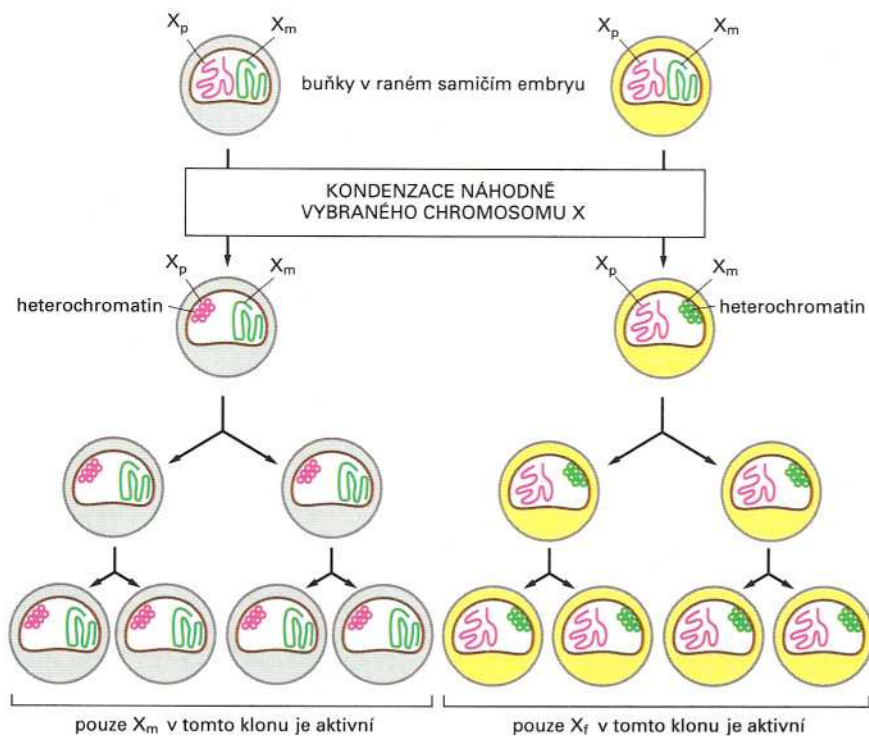 Xp Xm Xp Xm
buňky v raném samičím embryu
KONDENZACE NÁHODNĚ
VYBRANÉHO CHROMOSOMU X
Xp Xm Xp Xm
heterochromatin heterochromatin
pouze Xm v tomto klonu je aktivní pouze Xf v tomto klonu je aktivní